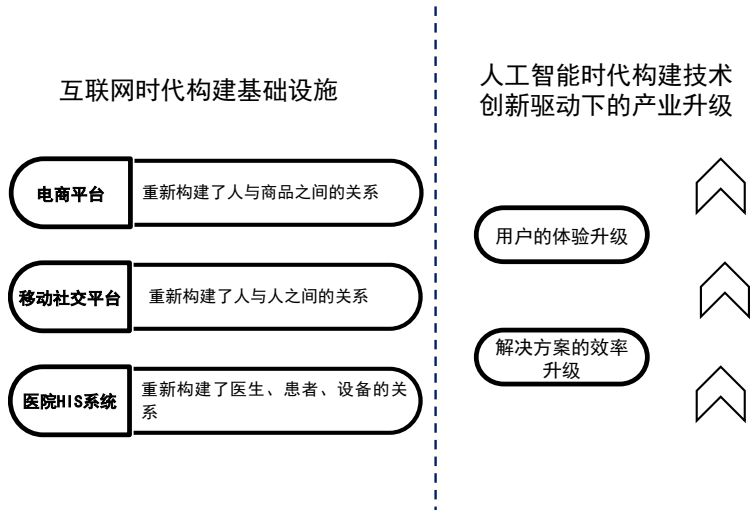 互联网时代构建基础设施
电商平台
重新构建了人与商品之间的关系
移动社交平台
重新构建了人与人之间的关系
医院HIS系统
重新构建了医生、患者、设备的关
系
人工智能时代构建技术
创新驱动下的产业升级
用户的体验升级
解决方案的效率
升级